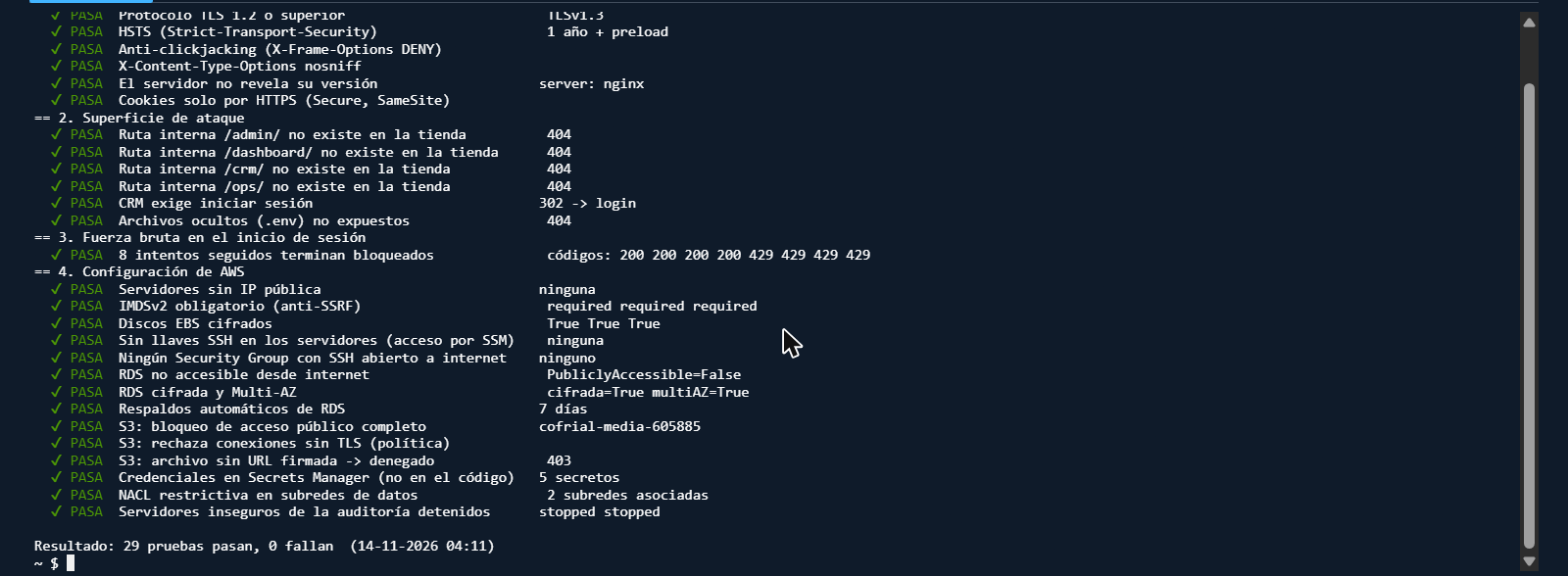 ✓ PASA Protocolo TLS 1.2 o superior TLSv1.3
✓ PASA HSTS (Strict-Transport-Security) 1 año + preload
✓ PASA Anti-clickjacking (X-Frame-Options DENY)
✓ PASA X-Content-Type-Options nosniff
✓ PASA El servidor no revela su versión server: nginx
✓ PASA Cookies solo por HTTPS (Secure, SameSite)
== 2. Superficie de ataque
✓ PASA Ruta interna /admin/ no existe en la tienda 404
✓ PASA Ruta interna /dashboard/ no existe en la tienda 404
✓ PASA Ruta interna /crm/ no existe en la tienda 404
✓ PASA Ruta interna /ops/ no existe en la tienda 404
✓ PASA CRM exige iniciar sesión 302 -> login
✓ PASA Archivos ocultos (.env) no expuestos 404
== 3. Fuerza bruta en el inicio de sesión
✓ PASA 8 intentos seguidos terminan bloqueados códigos: 200 200 200 200 429 429 429 429
== 4. Configuración de AWS
✓ PASA Servidores sin IP pública ninguna
✓ PASA IMDSv2 obligatorio (anti-SSRF) required required required
✓ PASA Discos EBS cifrados True True True
✓ PASA Sin llaves SSH en los servidores (acceso por SSM) ninguna
✓ PASA Ningún Security Group con SSH abierto a internet ninguno
✓ PASA RDS no accesible desde internet PubliclyAccessible=False
✓ PASA RDS cifrada y Multi-AZ cifrada=True multiAZ=True
✓ PASA Respaldos automáticos de RDS 7 días
✓ PASA S3: bloqueo de acceso público completo cofrial-media-605885
✓ PASA S3: rechaza conexiones sin TLS (política)
✓ PASA S3: archivo sin URL firmada -> denegado 403
✓ PASA Credenciales en Secrets Manager (no en el código) 5 secretos
✓ PASA NACL restrictiva en subredes de datos 2 subredes asociadas
✓ PASA Servidores inseguros de la auditoría detenidos stopped stopped
Resultado: 29 pruebas pasan, 0 fallan (14-11-2026 04:11)
~ $